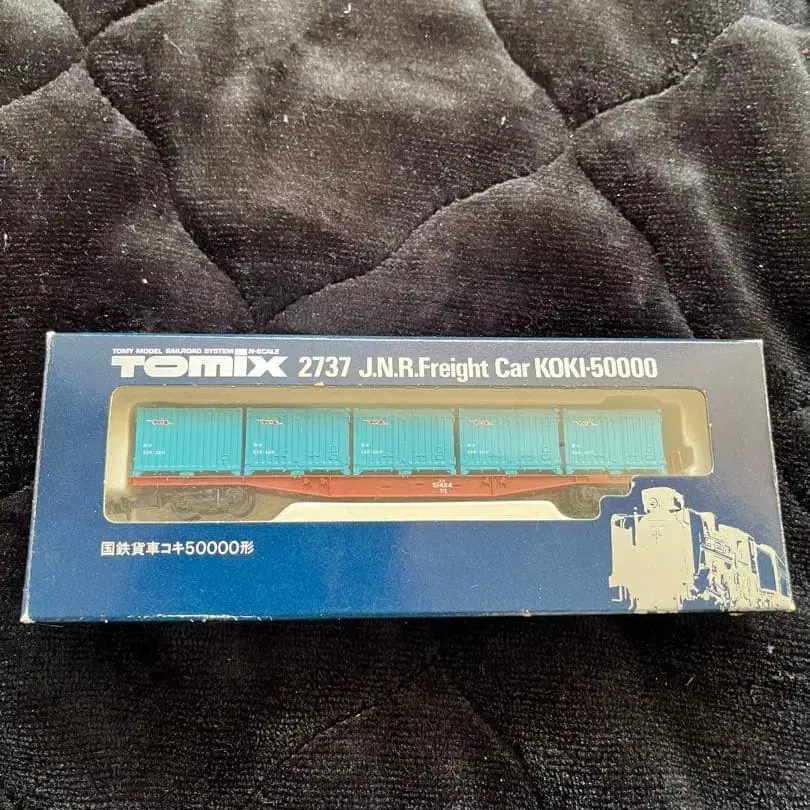 TOMY MODEL RAILROAD SYSTEM N-SCALE
TOMIX 2737 J.N.R.Freight Car KOKI-50000
51424
国鉄貨車コキ50000形